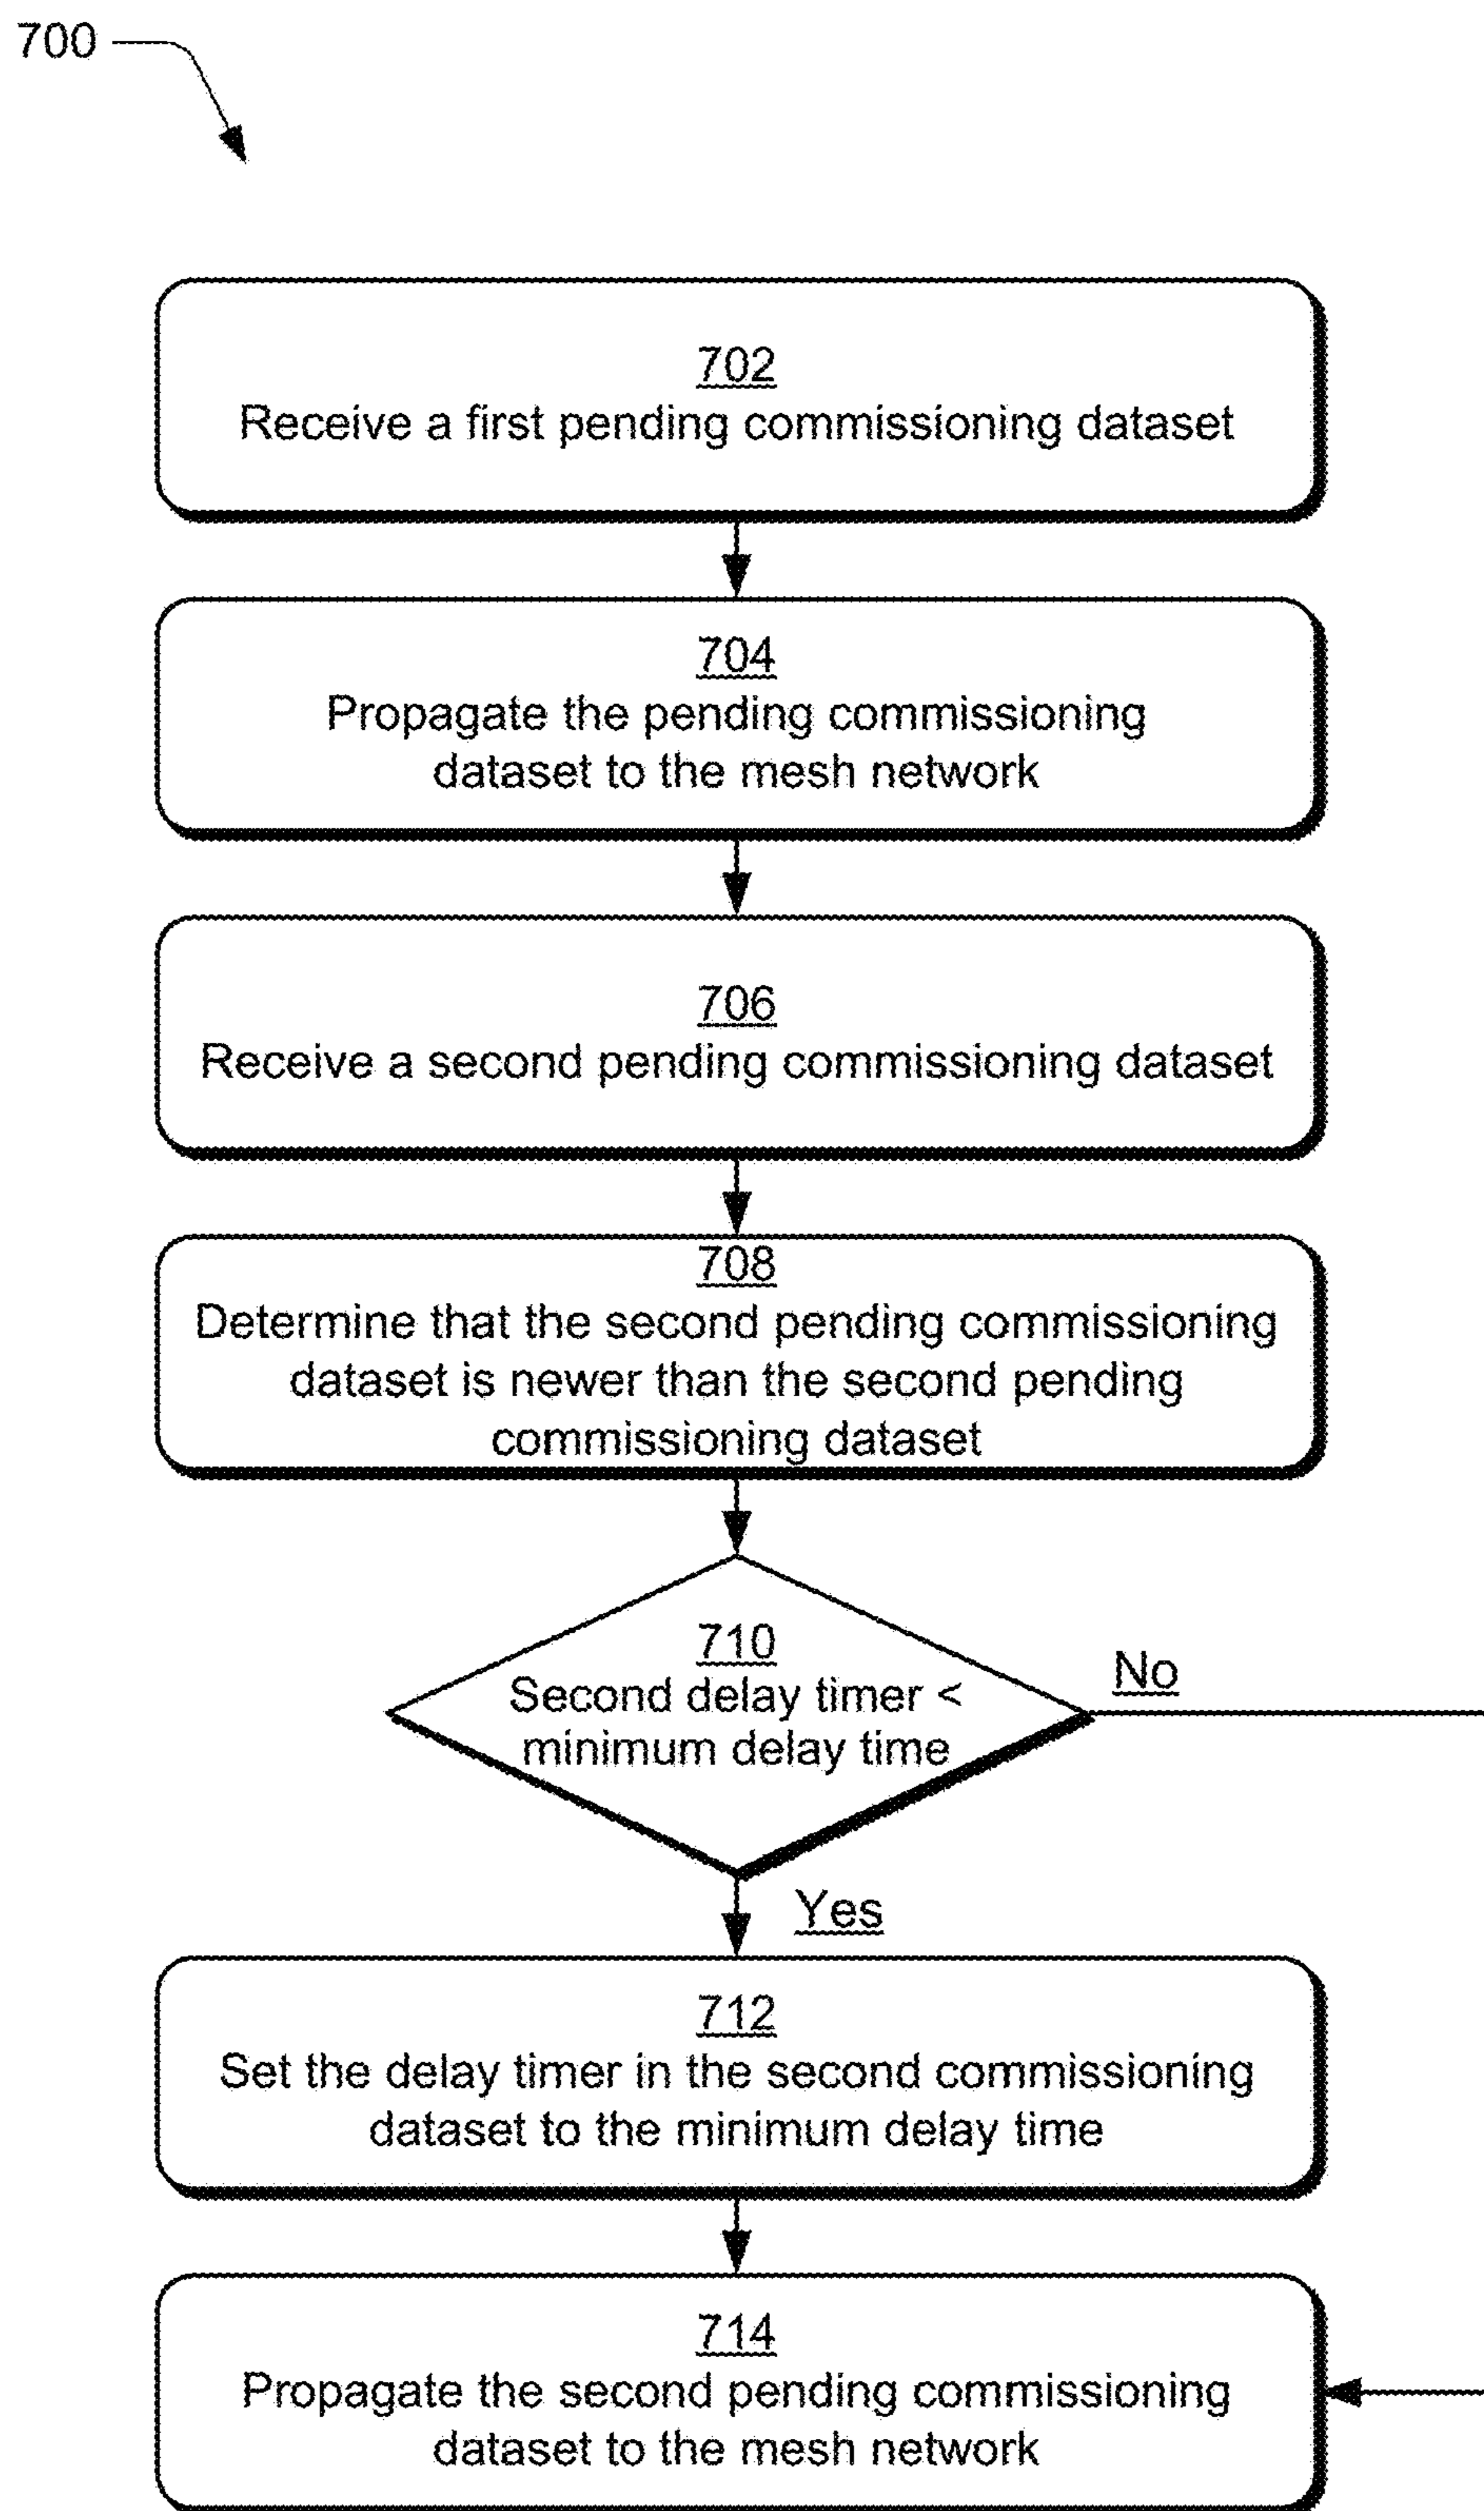 700
702
Receive a first pending commissioning dataset
704
Propagate the pending commissioning
dataset to the mesh network
706
Receive a second pending commissioning dataset
708
Determine that the second pending commissioning
dataset is newer than the second pending
commissioning dataset
710
Second delay timer <
minimum delay time
No
Yes
712
Set the delay timer in the second commissioning
dataset to the minimum delay time
714
Propagate the second pending commissioning
dataset to the mesh network